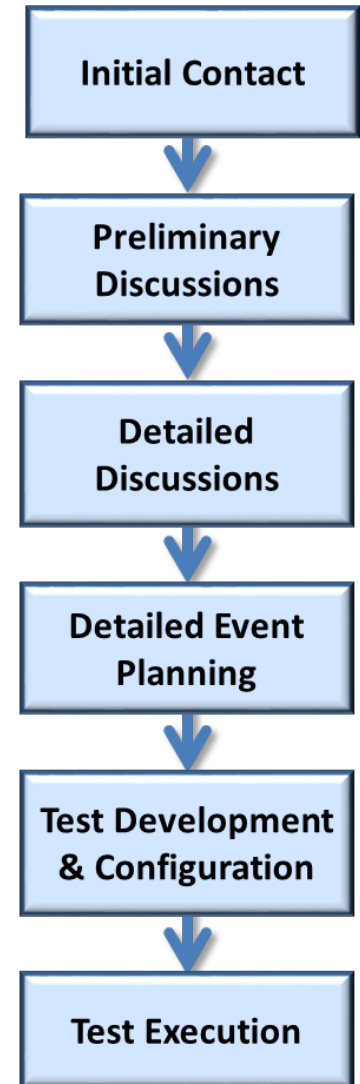 Initial Contact
Preliminary
Discussions
Detailed
Discussions
Detailed Event
Planning
Test Development
& Configuration
Test Execution